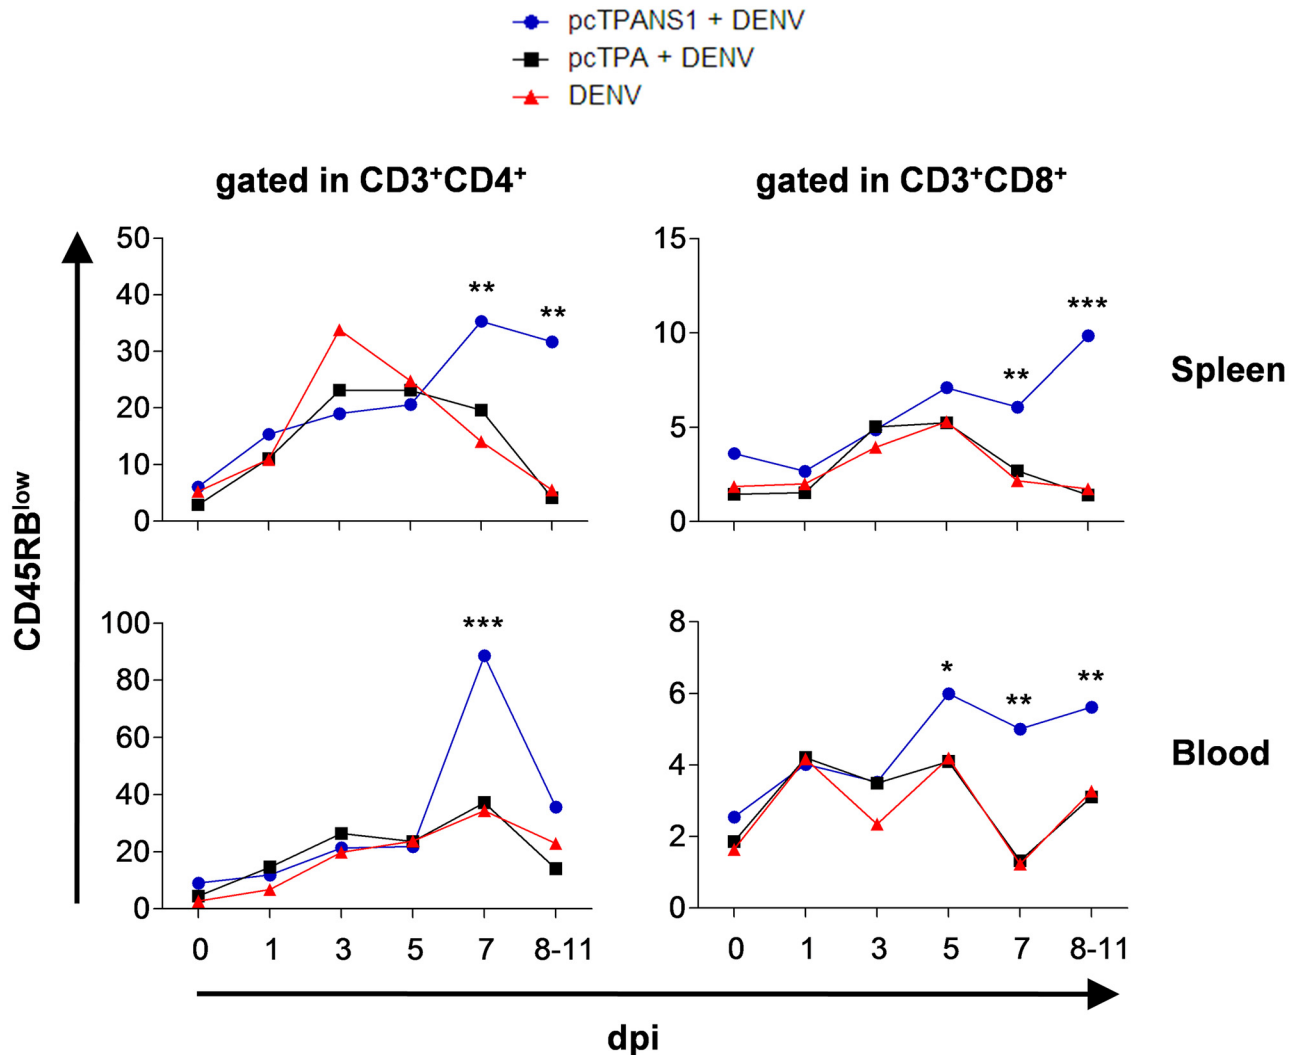 pcTPANS1 + DENV
pcTPA + DENV
DENV
gated in CD3⁺CD4⁺
gated in CD3⁺CD8⁺
50
40
30
20
10
0
**
**
15
10
5
0
**
***
Spleen
CD45RBˡᵒʷ
100
80
60
40
20
0
***
8
6
4
2
0
*
**
**
Blood
0 1 3 5 7 8-11
0 1 3 5 7 8-11
dpi